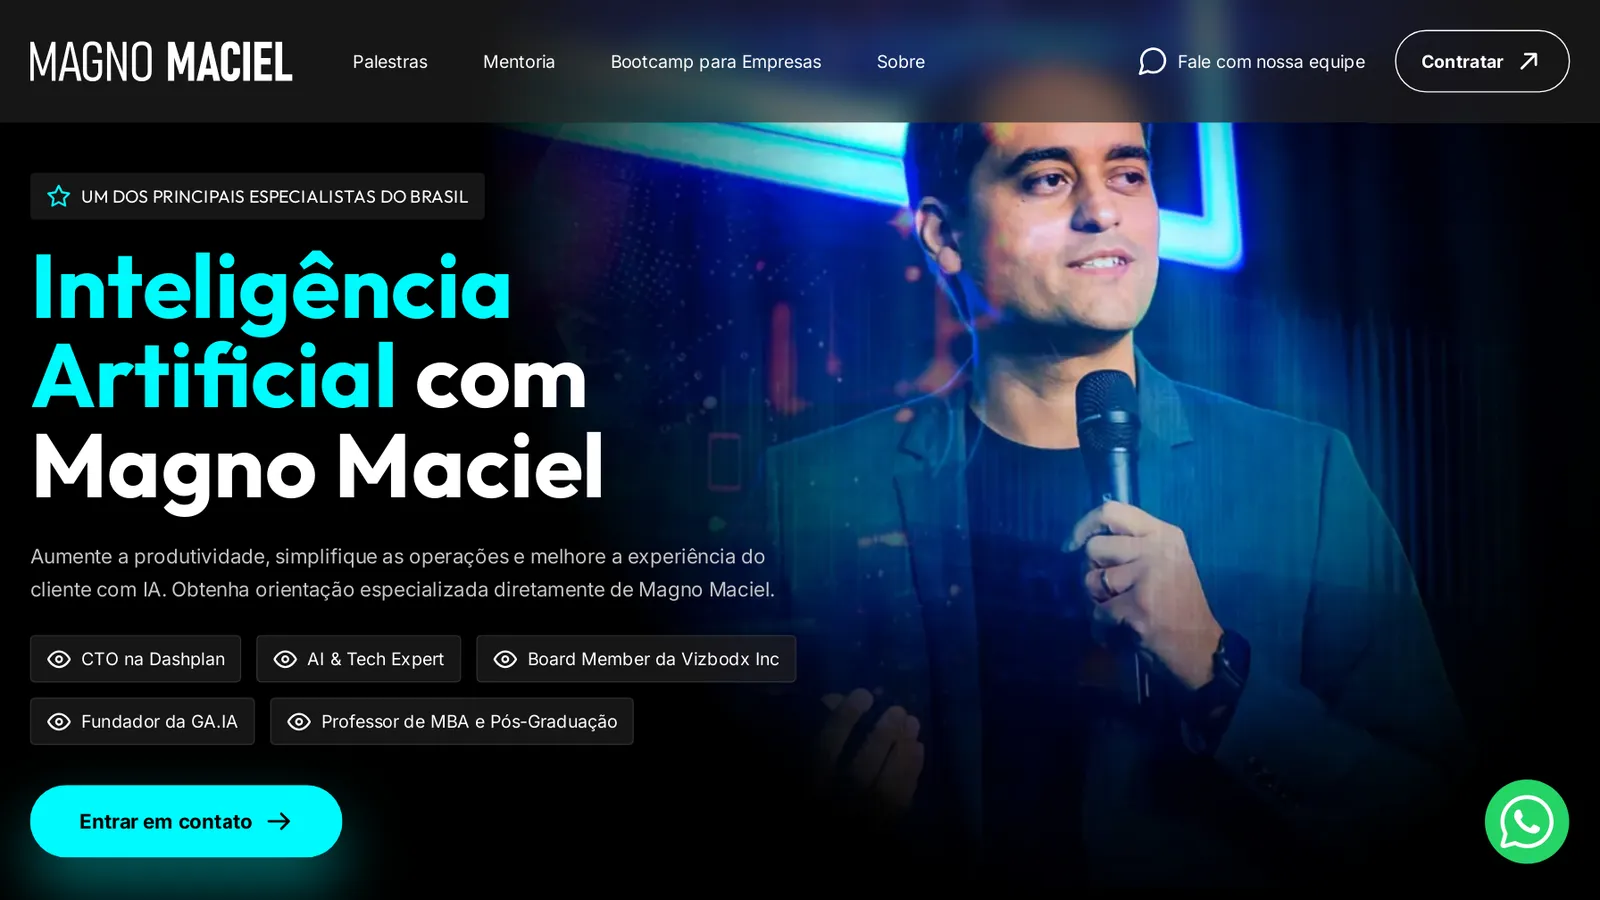 MAGNO MACIEL
Palestras
Mentoria
Bootcamp para Empresas
Sobre
Fale com nossa equipe
Contratar
UM DOS PRINCIPAIS ESPECIALISTAS DO BRASIL
Inteligência
Artificial com
Magno Maciel
Aumente a produtividade, simplifique as operações e melhore a experiência do
cliente com IA. Obtenha orientação especializada diretamente de Magno Maciel.
CTO na Dashplan
AI & Tech Expert
Board Member da Vizbodx Inc
Fundador da GA.IA
Professor de MBA e Pós-Graduação
Entrar em contato